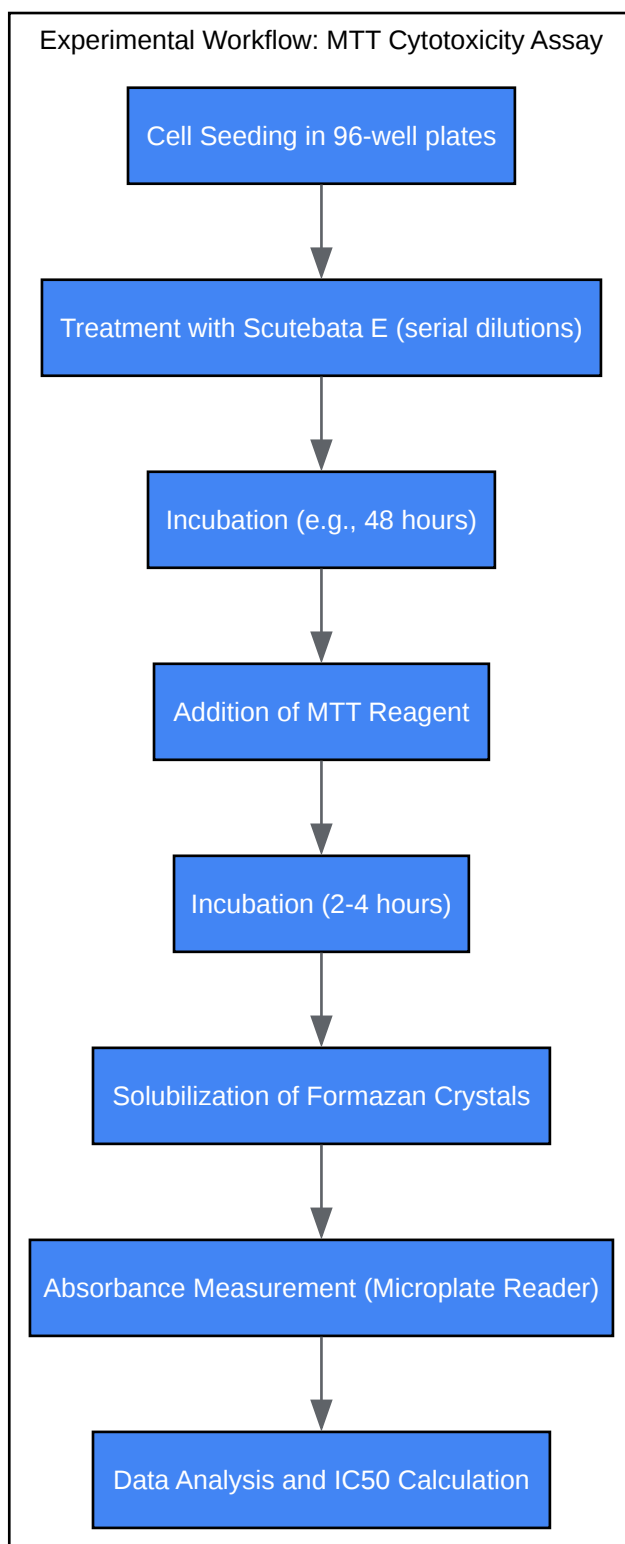 Experimental Workflow: MTT Cytotoxicity Assay
Cell Seeding in 96-well plates
Treatment with Scutebata E (serial dilutions)
Incubation (e.g., 48 hours)
Addition of MTT Reagent
Incubation (2-4 hours)
Solubilization of Formazan Crystals
Absorbance Measurement (Microplate Reader)
Data Analysis and IC50 Calculation